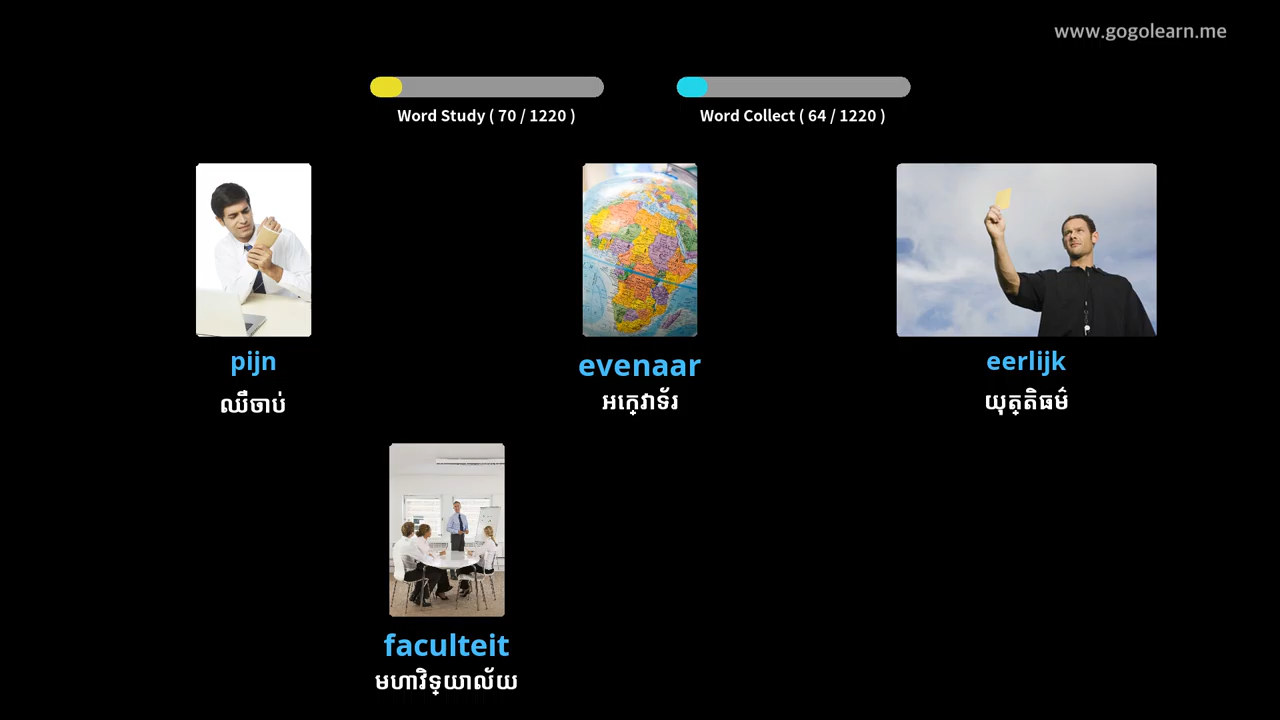 www.gogolearn.me
Word Study ( 70 / 1220 )
Word Collect ( 64 / 1220 )
pijn
ឈឺចាប់
evenaar
អេក្វាទ័រ
eerlijk
យុត្តិធម៌
faculteit
មហាវិទ្យាល័យ